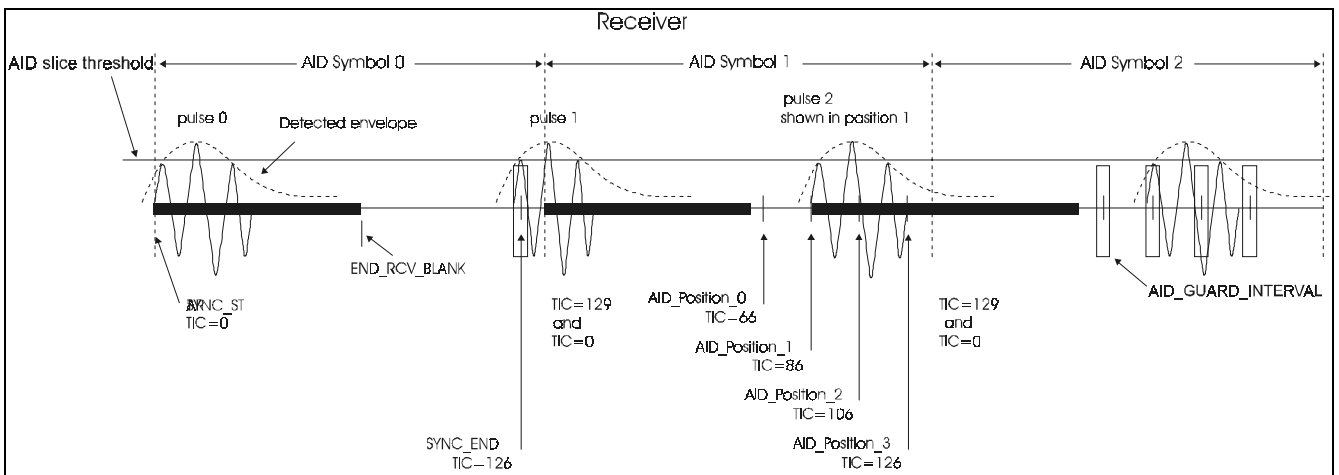 Receiver
AID slice threshold
AID Symbol 0
AID Symbol 1
AID Symbol 2
pulse 0
Detected envelope
pulse 1
pulse 2
shown in position 1
END_RCV_BLANK
TIC=0
TIC=129
and
TIC=0
AID_Position_0
TIC=66
AID_Position_1
TIC=86
AID_Position_2
TIC=106
AID_Position_3
TIC=126
SYNC_END
TIC=126
TIC=129
and
TIC=0
AID_GUARD_INTERVAL